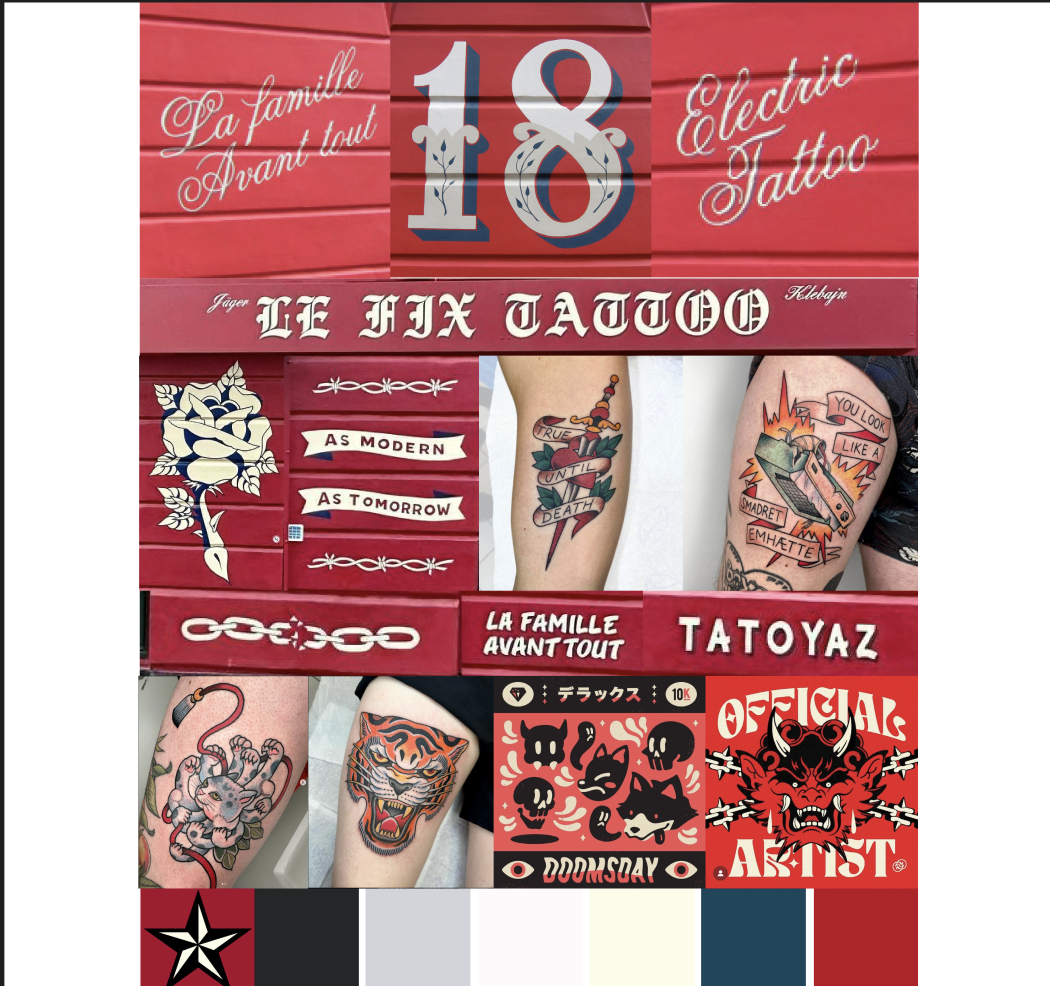 La famille
Avant tout
18
Electric
Tattoo
Jäger
LE FIX TATTOO
Klebajn
AS MODERN
AS TOMORROW
TRUE
UNTIL
DEATH
YOU LOOK
LIKE A
SMADRET
EMHÆTTE
LA FAMILLE
AVANT TOUT
TATOYAZ
デラックス
10K
DOOMSDAY
OFFICIAL
ARTIST